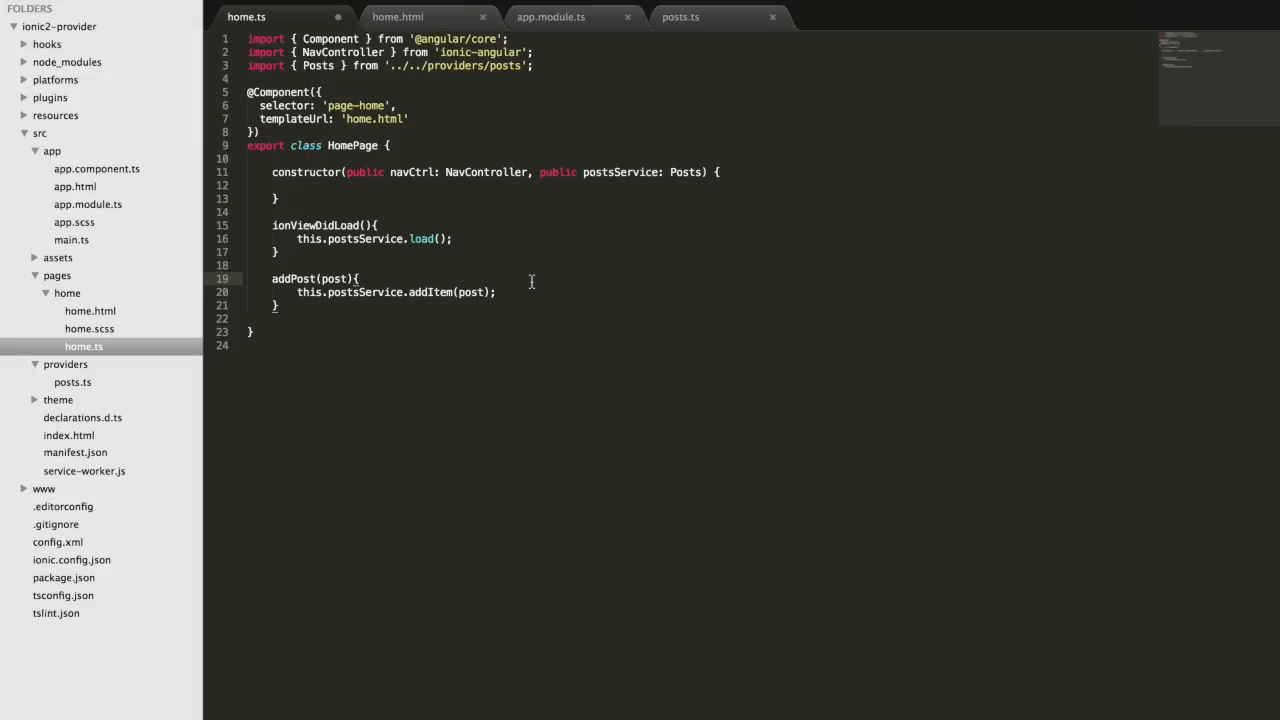 FOLDERS
ionic2-provider
hooks
node_modules
platforms
plugins
resources
src
app
app.component.ts
app.html
app.module.ts
app.scss
main.ts
assets
pages
home
home.html
home.scss
home.ts
providers
posts.ts
theme
declarations.d.ts
index.html
manifest.json
service-worker.js
www
.editorconfig
.gitignore
config.xml
ionic.config.json
package.json
tsconfig.json
tslint.json
home.ts home.html app.module.ts posts.ts
1 import { Component } from '@angular/core';
2 import { NavController } from 'ionic-angular';
3 import { Posts } from '../../providers/posts';
4
5 @Component({
6 selector: 'page-home',
7 templateUrl: 'home.html'
8 })
9 export class HomePage {
10
11 constructor(public navCtrl: NavController, public postsService: Posts) {
12
13 }
14
15 ionViewDidLoad(){
16 this.postsService.load();
17 }
18
19 addPost(post){
20 this.postsService.addItem(post);
21 }
22
23 }
24